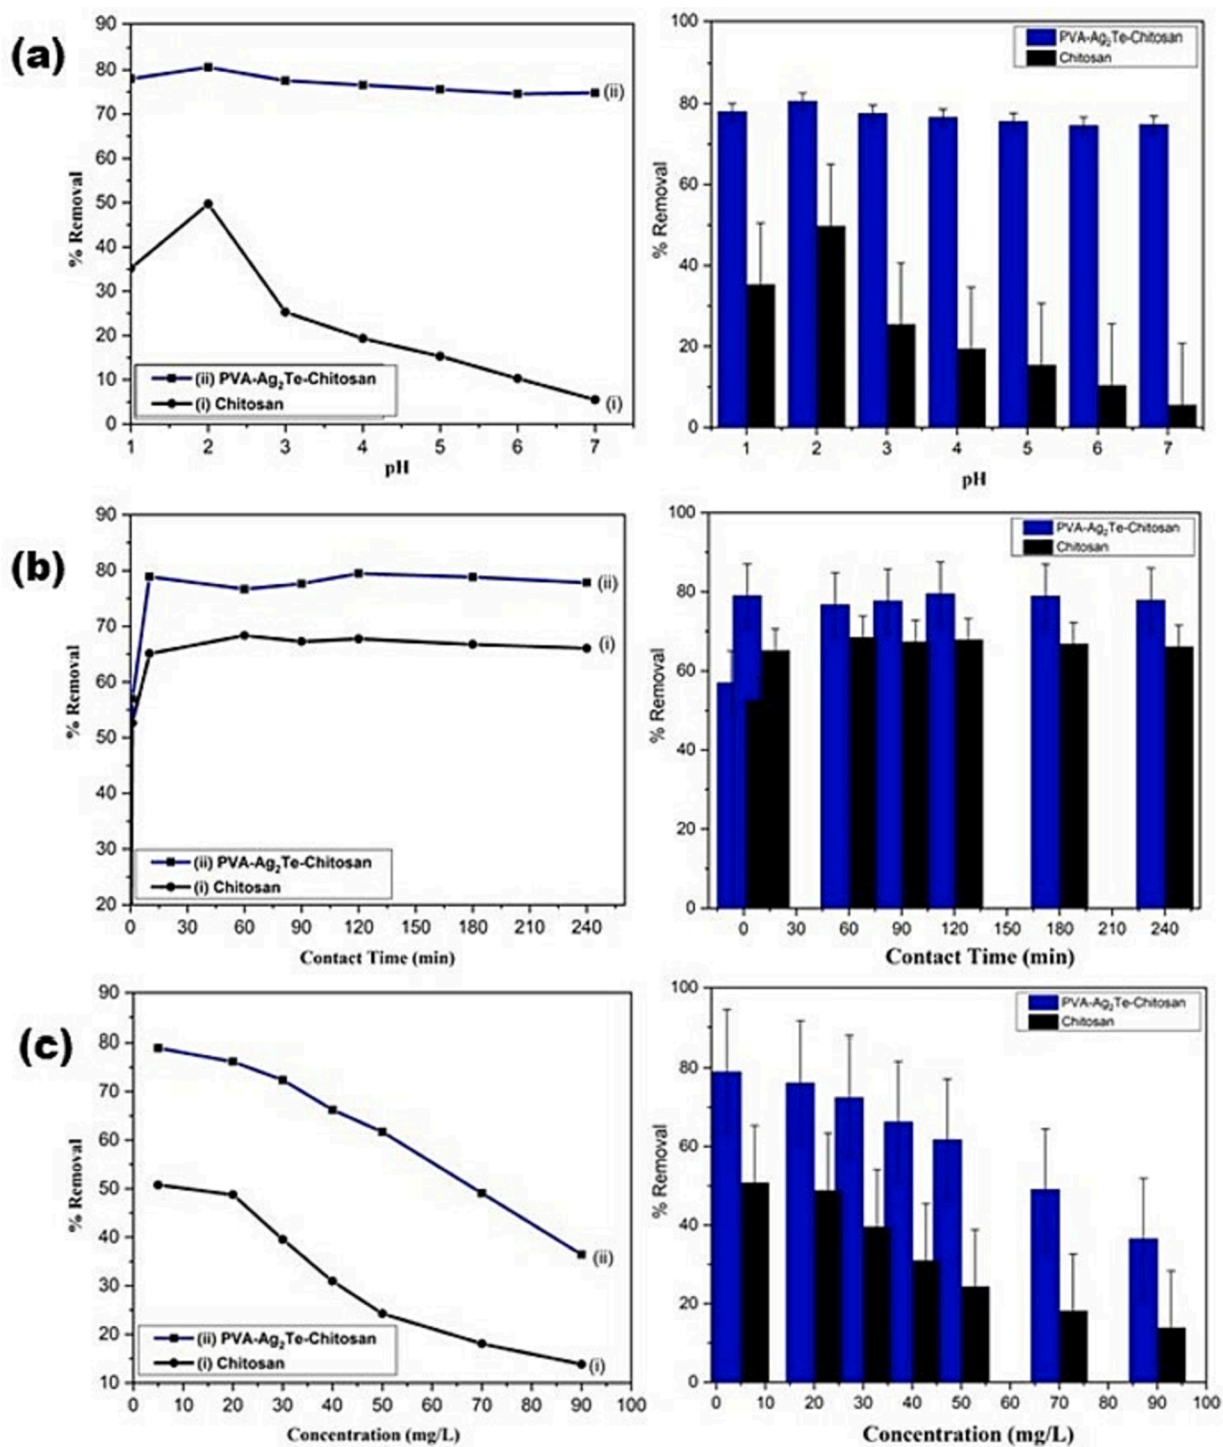 (a)
90
80
70
60
50
40
30
20
10
0
% Removal
(ii)
(i)
(ii) PVA-Ag₂Te-Chitosan
(i) Chitosan
1 2 3 4 5 6 7
pH
100
80
60
40
20
0
% Removal
PVA-Ag₂Te-Chitosan
Chitosan
1 2 3 4 5 6 7
pH
(b)
90
80
70
60
50
40
30
20
% Removal
(ii)
(i)
(ii) PVA-Ag₂Te-Chitosan
(i) Chitosan
0 30 60 90 120 150 180 210 240
Contact Time (min)
100
80
60
40
20
0
% Removal
PVA-Ag₂Te-Chitosan
Chitosan
0 30 60 90 120 150 180 210 240
Contact Time (min)
(c)
90
80
70
60
50
40
30
20
10
% Removal
(ii)
(i)
(ii) PVA-Ag₂Te-Chitosan
(i) Chitosan
0 10 20 30 40 50 60 70 80 90 100
Concentration (mg/L)
100
80
60
40
20
0
% Removal
PVA-Ag₂Te-Chitosan
Chitosan
0 10 20 30 40 50 60 70 80 90 100
Concentration (mg/L)